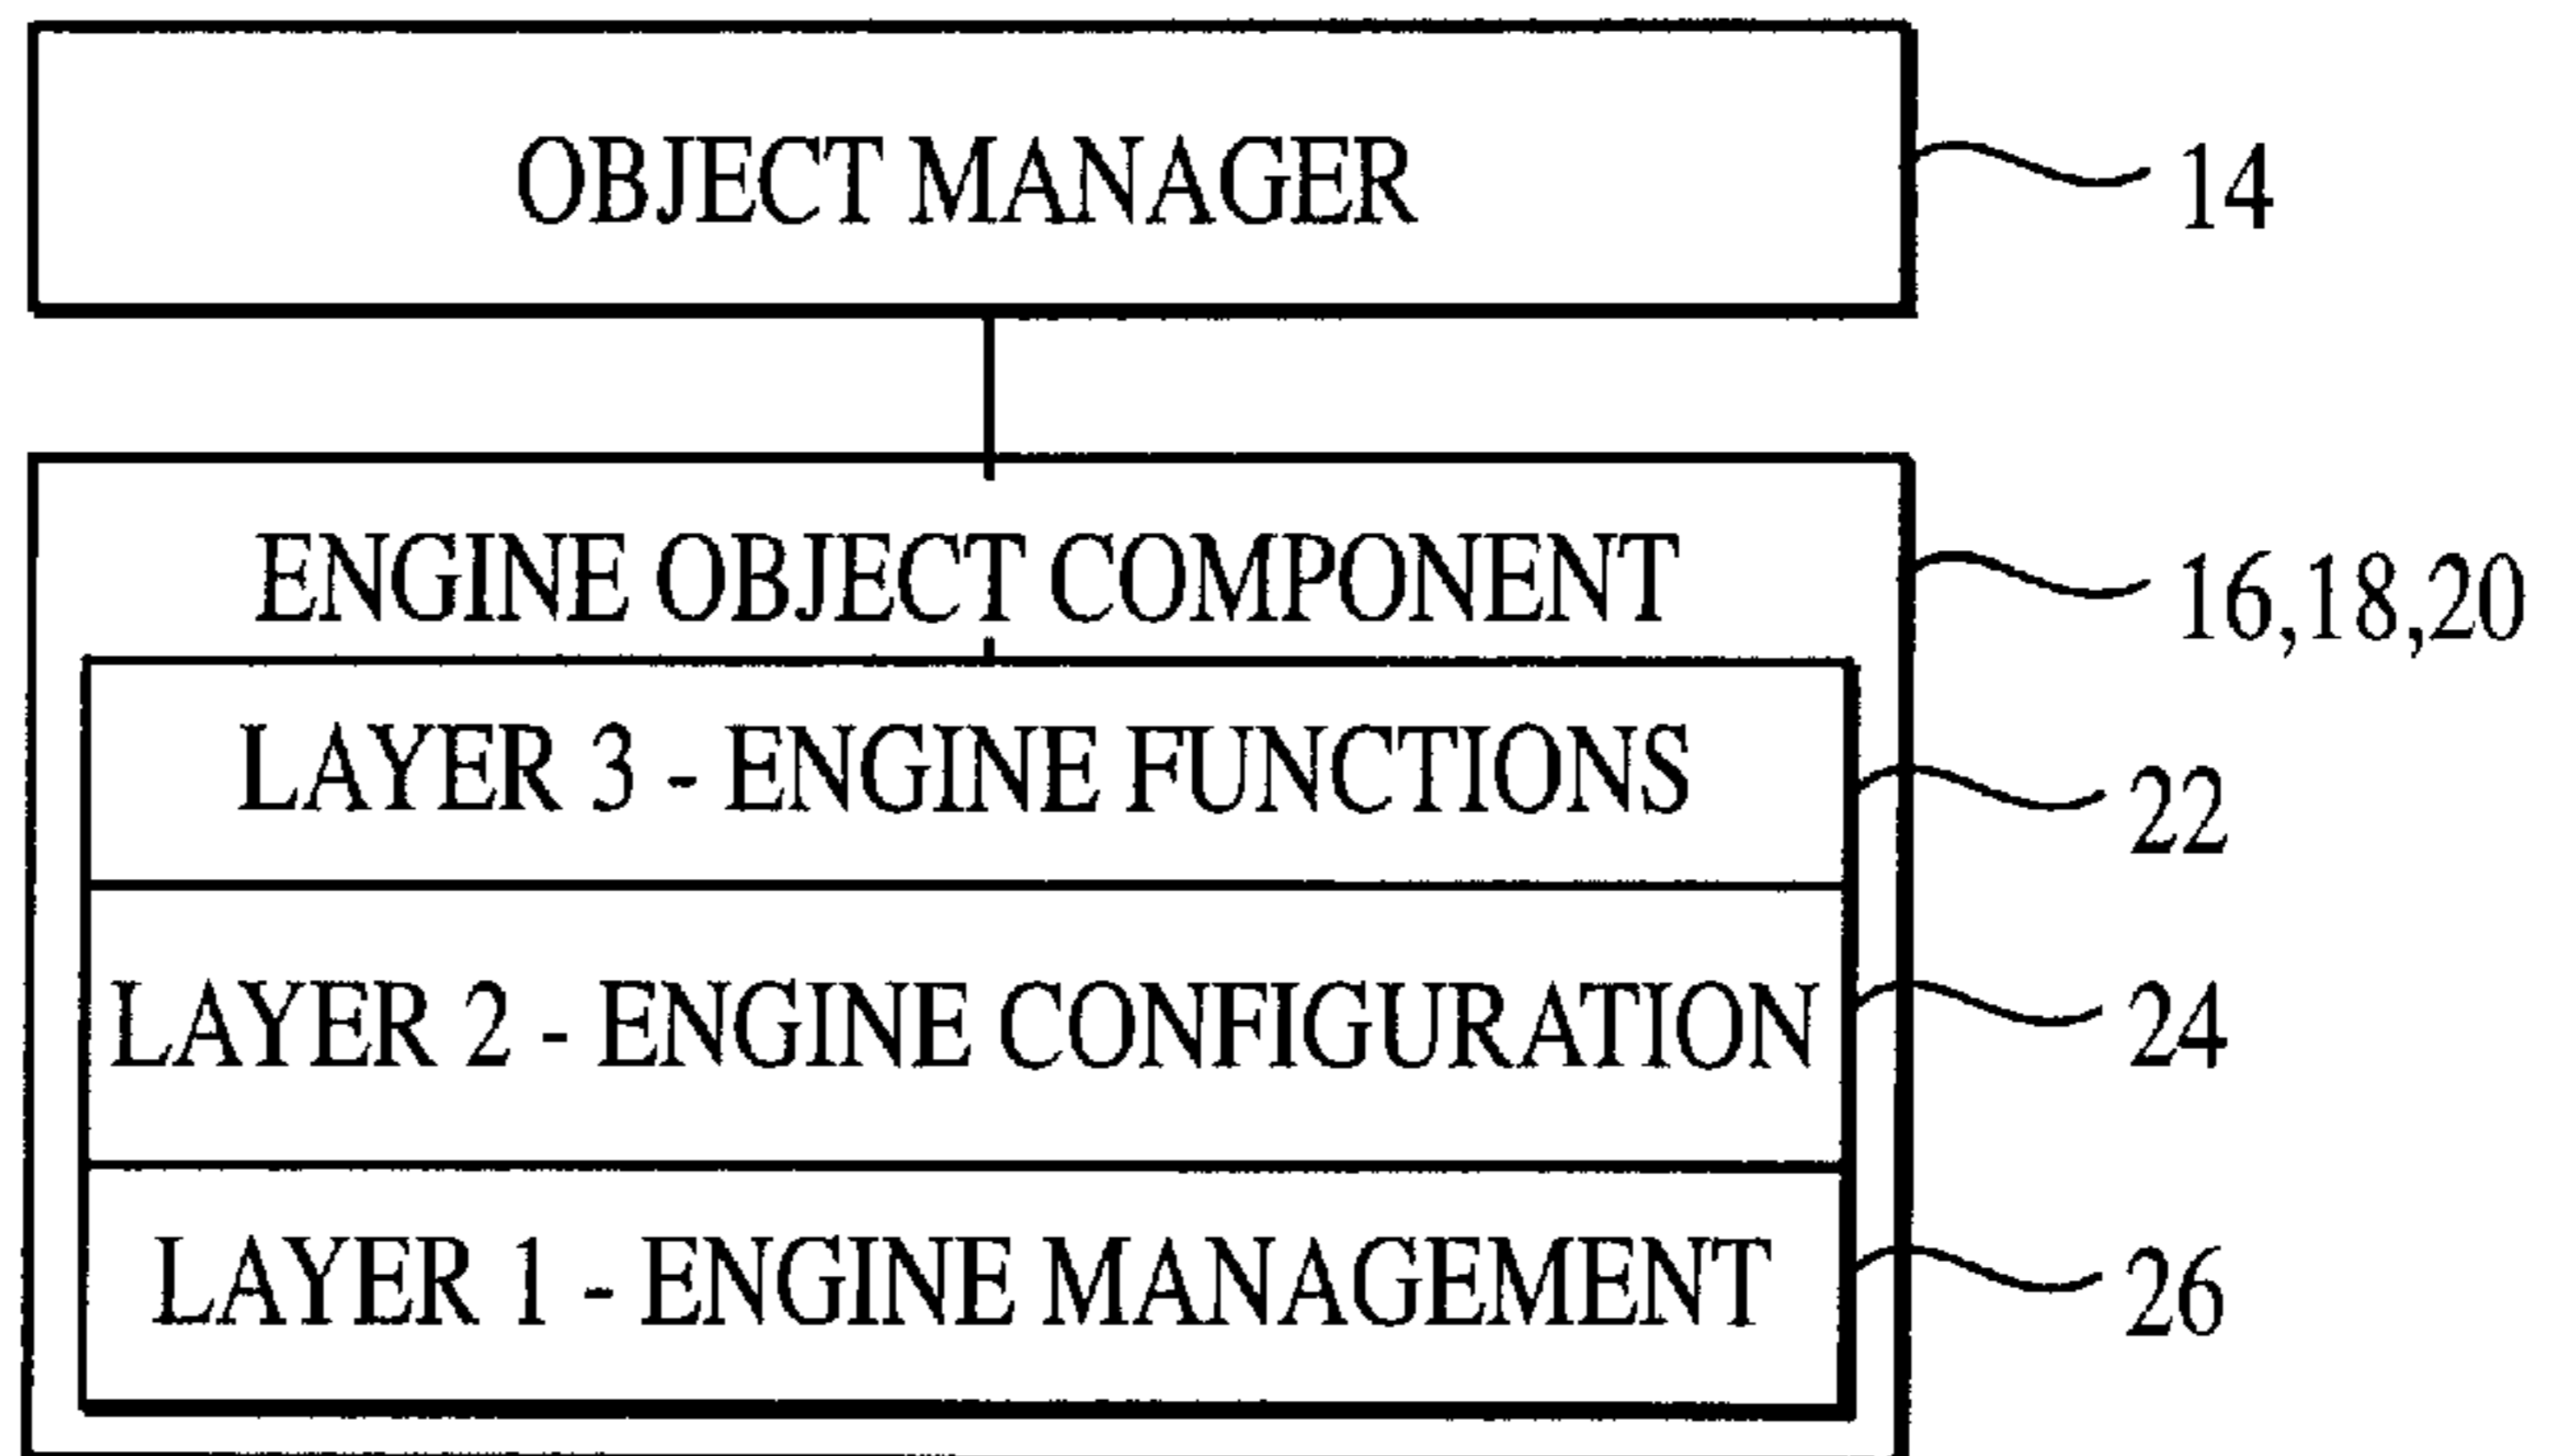 OBJECT MANAGER
14
ENGINE OBJECT COMPONENT
16,18,20
LAYER 3 - ENGINE FUNCTIONS
22
LAYER 2 - ENGINE CONFIGURATION
24
LAYER 1 - ENGINE MANAGEMENT
26